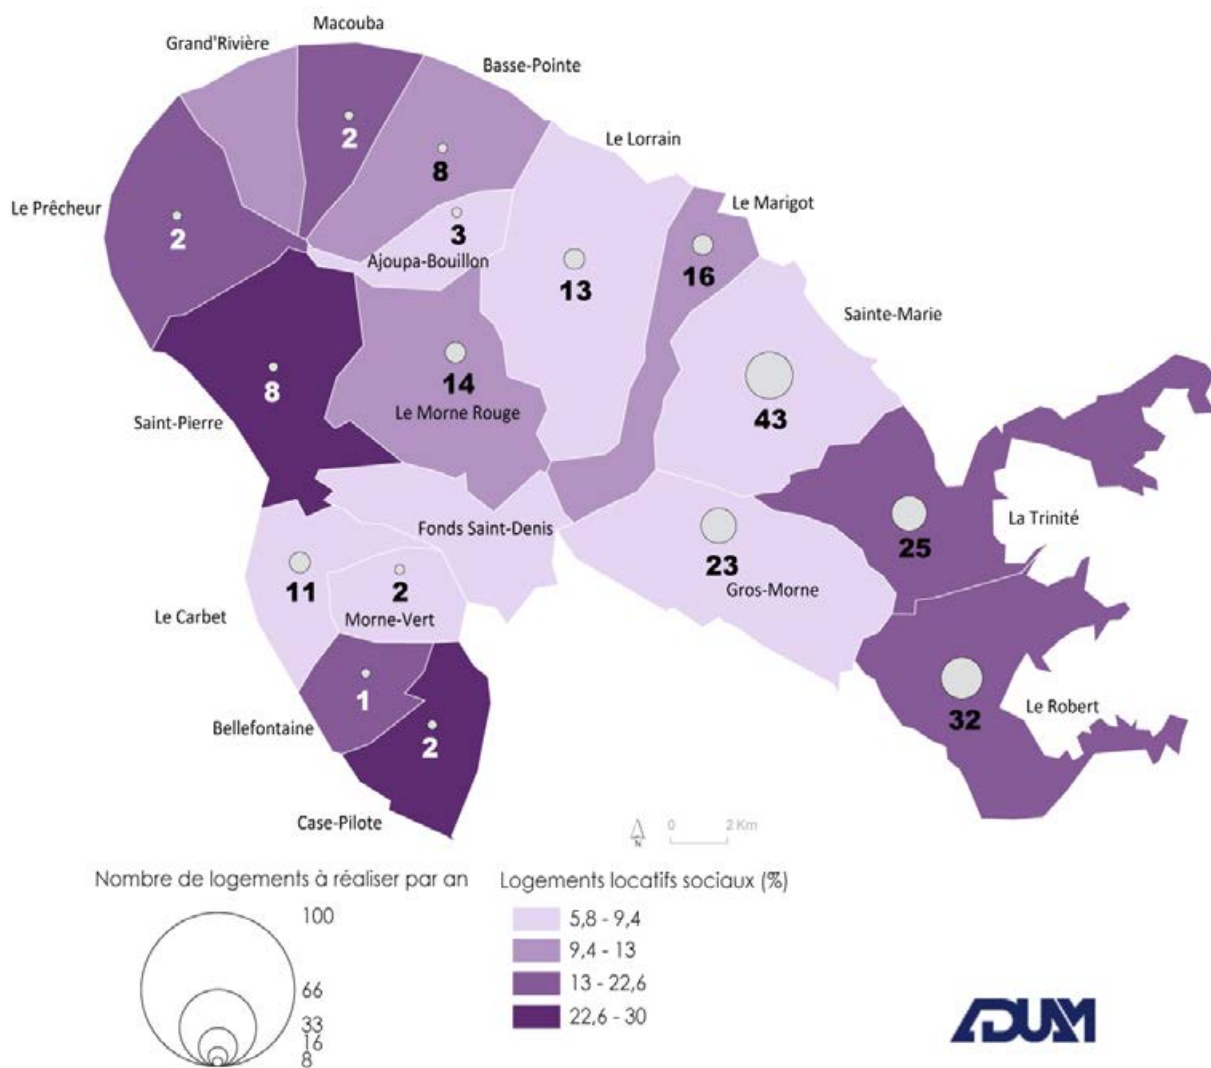 Macouba
Grand'Rivière
Basse-Pointe
Le Lorrain
Le Marigot
Le Prêcheur
2
2
8
3
Ajoupa-Bouillon
13
16
Sainte-Marie
8
14
Le Morne Rouge
43
Saint-Pierre
Fonds Saint-Denis
La Trinité
25
23
Gros-Morne
11
2
Le Carbet
Morne-Vert
1
Bellefontaine
2
32
Le Robert
Case-Pilote
N
0 2 Km
Nombre de logements à réaliser par an
100
66
33
16
8
Logements locatifs sociaux (%)
5,8 - 9,4
9,4 - 13
13 - 22,6
22,6 - 30
ADUAM